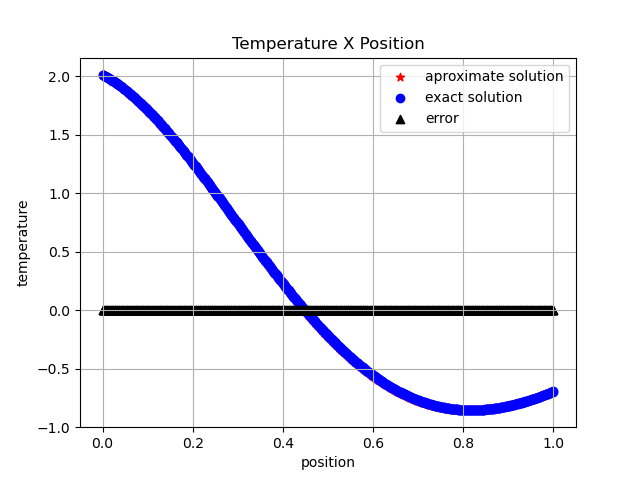 Temperature X Position
aproximate solution
exact solution
error
2.0
1.5
1.0
0.5
0.0
−0.5
−1.0
temperature
0.0 0.2 0.4 0.6 0.8 1.0
position